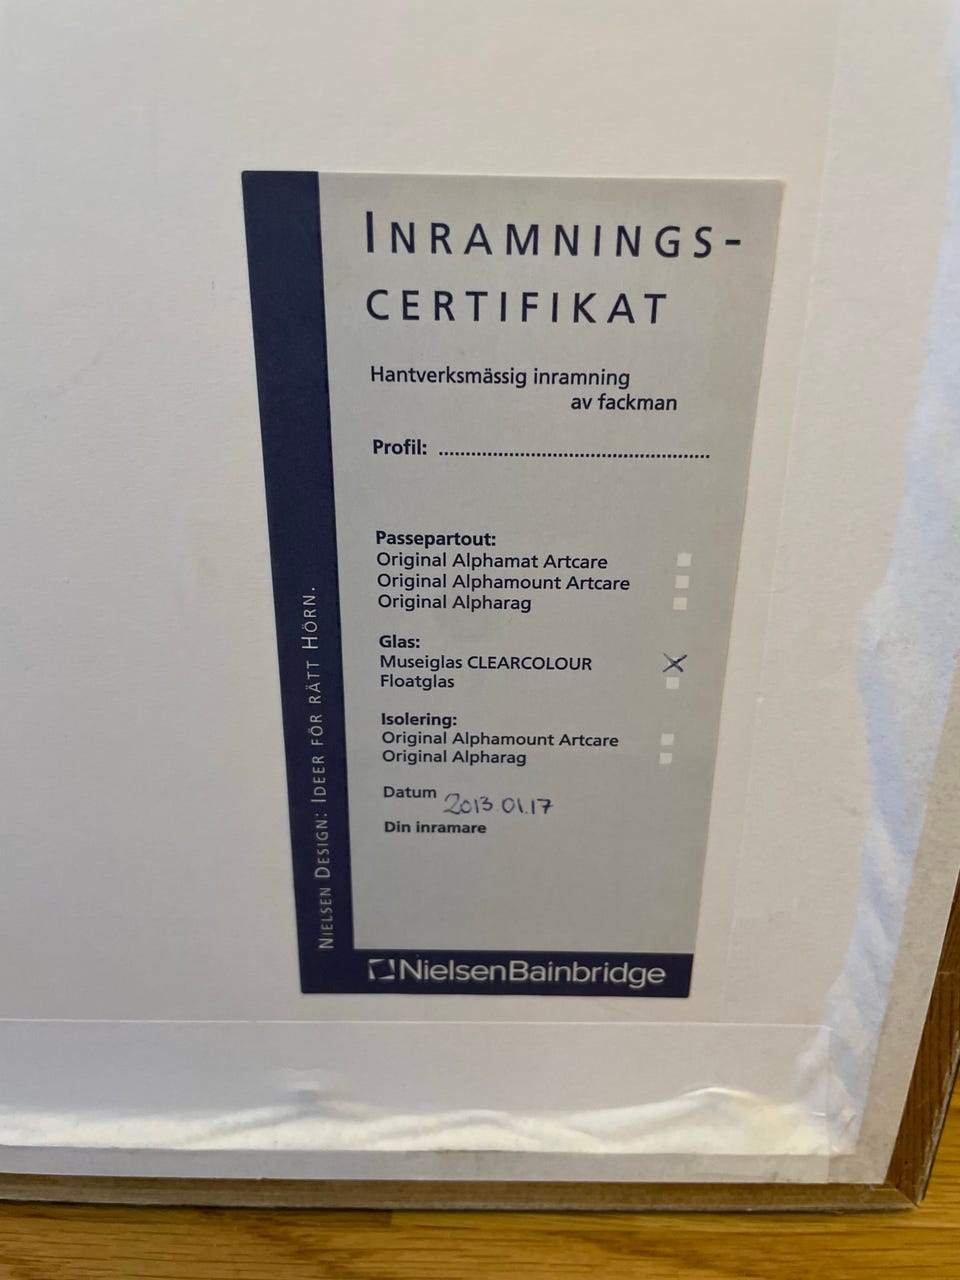 INRAMNINGS-
CERTIFIKAT
Hantverksmässig inramning
av fackman
Profil: ..................................................
Passepartout:
Original Alphamat Artcare
Original Alphamount Artcare
Original Alpharag
Glas:
Museiglas CLEARCOLOUR X
Floatglas
Isolering:
Original Alphamount Artcare
Original Alpharag
Datum 2013.01.17
Din inramare
NIELSEN DESIGN: IDEER FÖR RÄTT HÖRN.
NielsenBainbridge